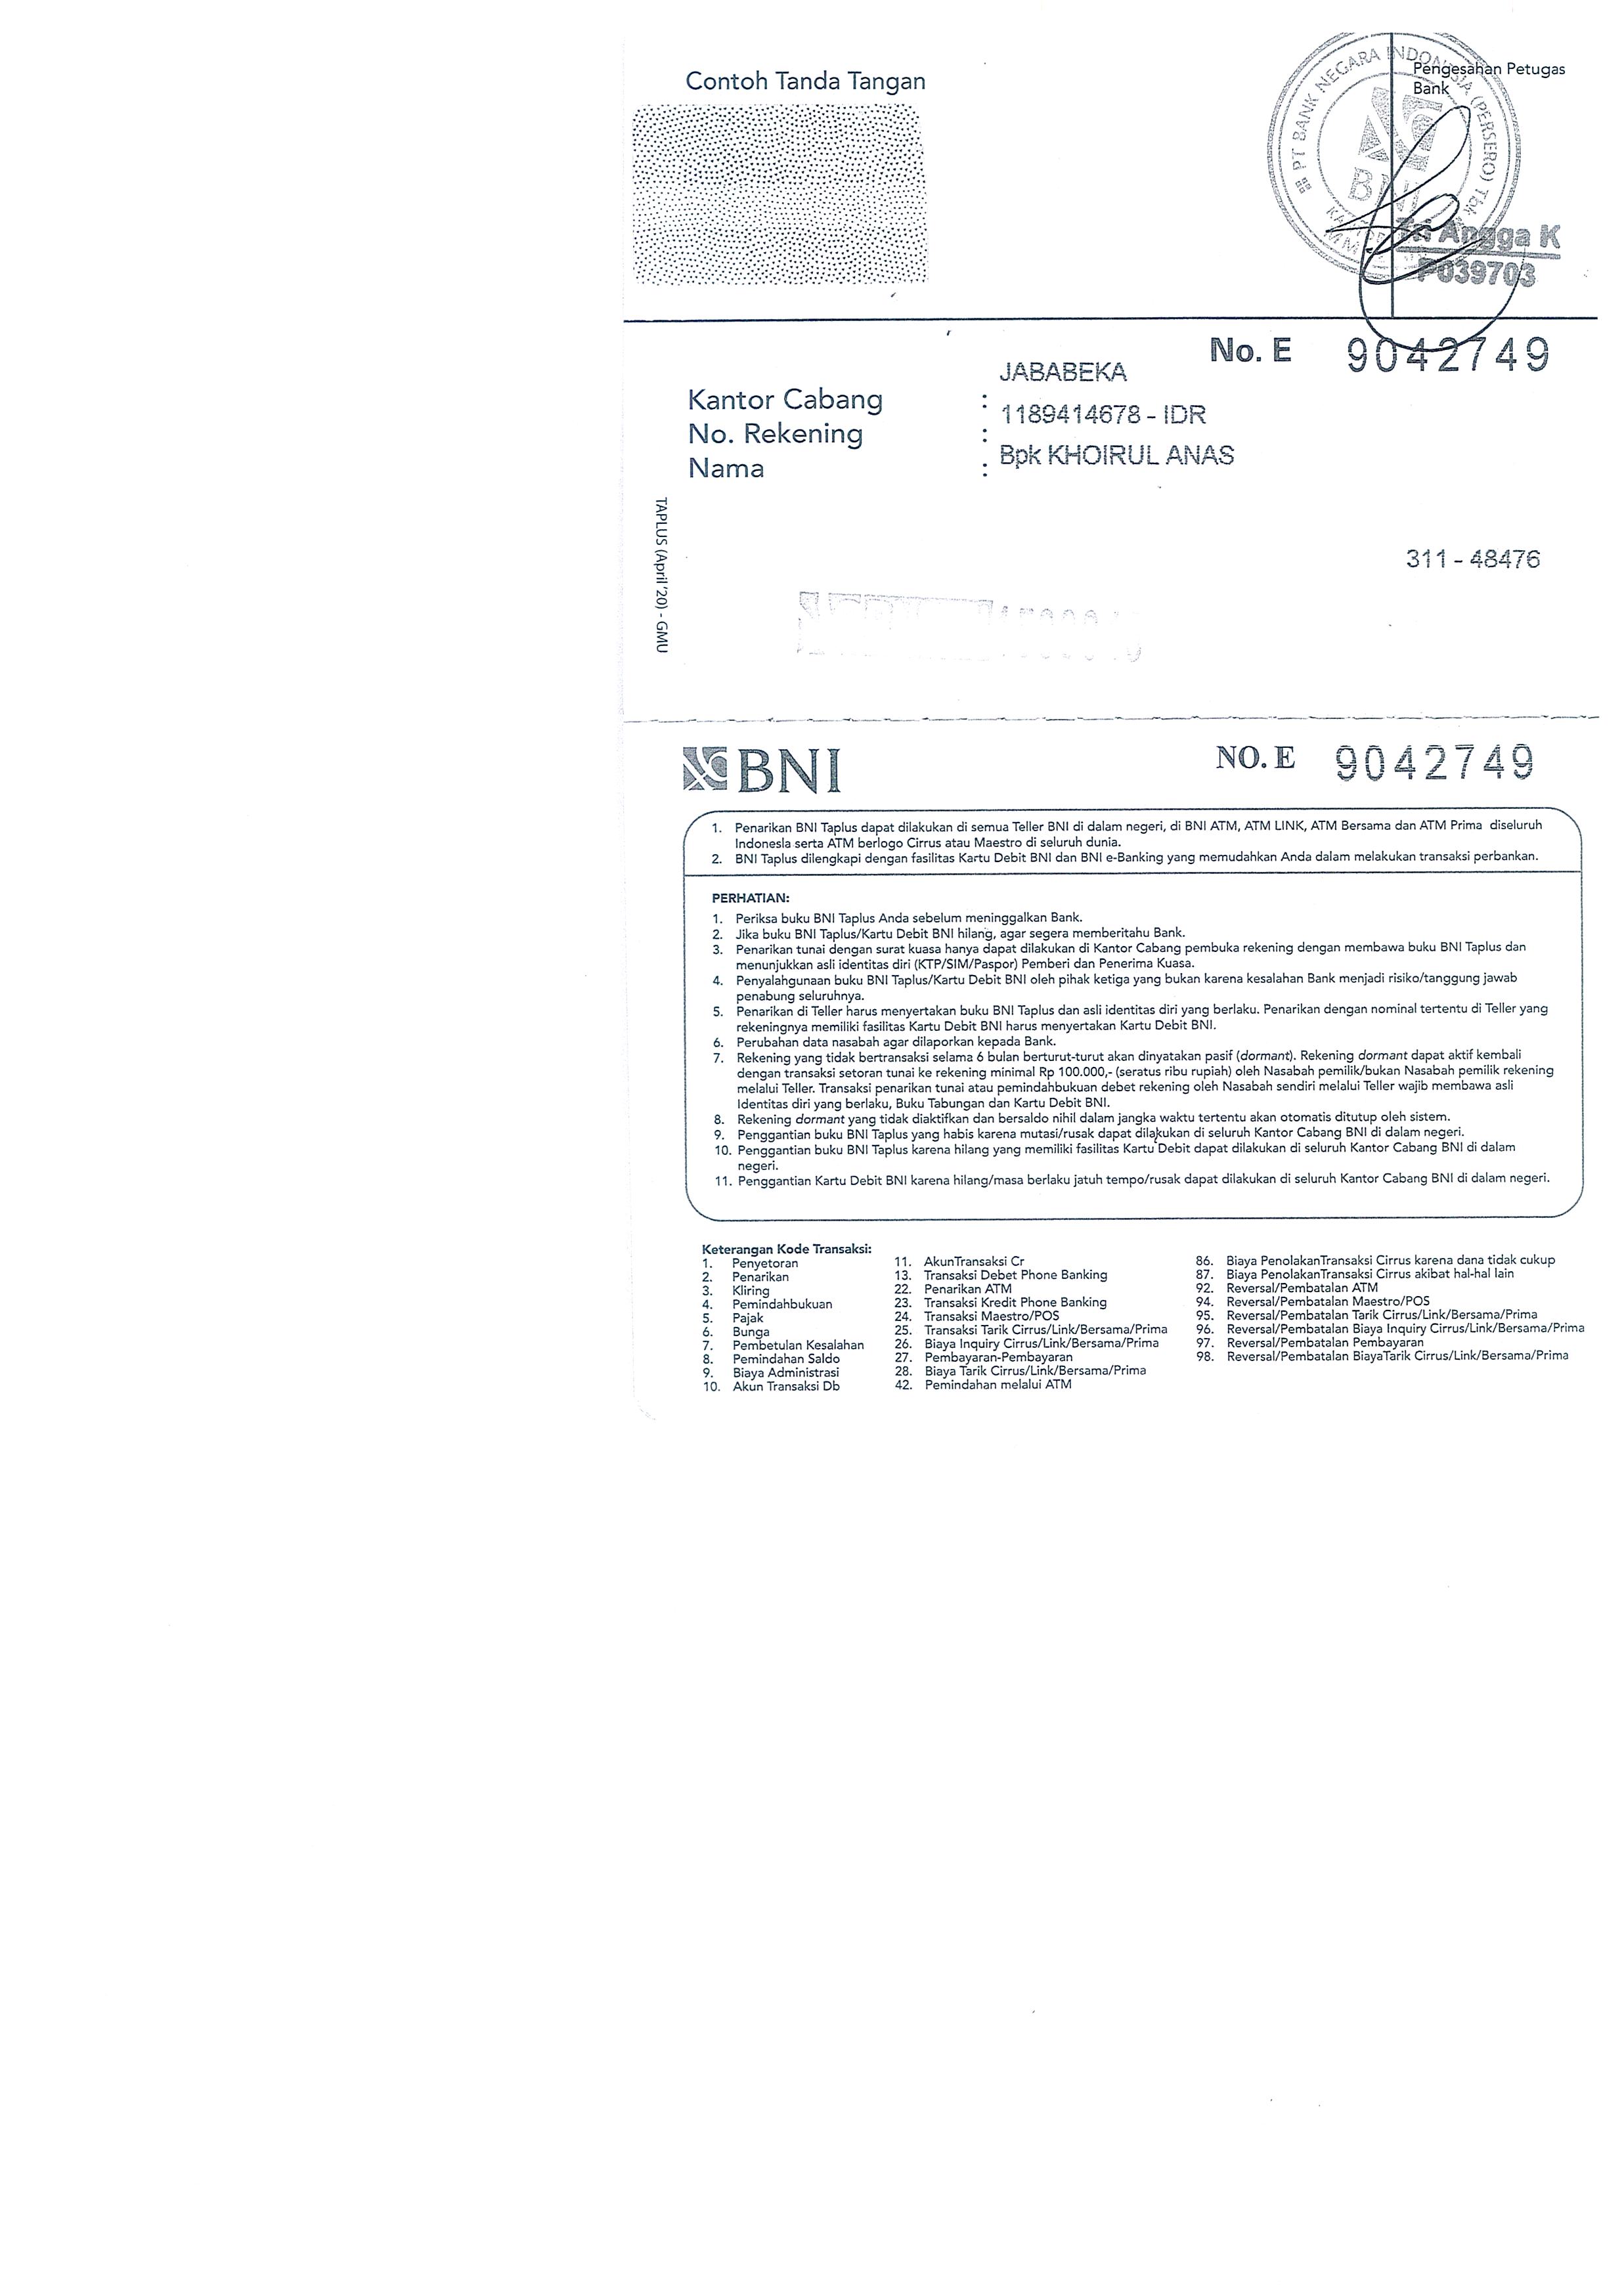 Contoh Tanda Tangan
Pengesahan Petugas
Bank
PT BANK NEGARA INDONESIA (PERSERO) Tbk
BNI
Tri Angga K
P039703
No. E 9042749
JABABEKA
Kantor Cabang :
1189414678 - IDR
No. Rekening :
Bpk KHOIRUL ANAS
Nama :
TAPLUS (April '20) - GMU
311 - 48476
BNI
NO. E 9042749
1. Penarikan BNI Taplus dapat dilakukan di semua Teller BNI di dalam negeri, di BNI ATM, ATM LINK, ATM Bersama dan ATM Prima diseluruh
Indonesla serta ATM berlogo Cirrus atau Maestro di seluruh dunia.
2. BNI Taplus dilengkapi dengan fasilitas Kartu Debit BNI dan BNI e-Banking yang memudahkan Anda dalam melakukan transaksi perbankan.
PERHATIAN:
1. Periksa buku BNI Taplus Anda sebelum meninggalkan Bank.
2. Jika buku BNI Taplus/Kartu Debit BNI hilang, agar segera memberitahu Bank.
3. Penarikan tunai dengan surat kuasa hanya dapat dilakukan di Kantor Cabang pembuka rekening dengan membawa buku BNI Taplus dan
menunjukkan asli identitas diri (KTP/SIM/Paspor) Pemberi dan Penerima Kuasa.
4. Penyalahgunaan buku BNI Taplus/Kartu Debit BNI oleh pihak ketiga yang bukan karena kesalahan Bank menjadi risiko/tanggung jawab
penabung seluruhnya.
5. Penarikan di Teller harus menyertakan buku BNI Taplus dan asli identitas diri yang berlaku. Penarikan dengan nominal tertentu di Teller yang
rekeningnya memiliki fasilitas Kartu Debit BNI harus menyertakan Kartu Debit BNI.
6. Perubahan data nasabah agar dilaporkan kepada Bank.
7. Rekening yang tidak bertransaksi selama 6 bulan berturut-turut akan dinyatakan pasif (dormant). Rekening dormant dapat aktif kembali
dengan transaksi setoran tunai ke rekening minimal Rp 100.000,- (seratus ribu rupiah) oleh Nasabah pemilik/bukan Nasabah pemilik rekening
melalui Teller. Transaksi penarikan tunai atau pemindahbukuan debet rekening oleh Nasabah sendiri melalui Teller wajib membawa asli
Identitas diri yang berlaku, Buku Tabungan dan Kartu Debit BNI.
8. Rekening dormant yang tidak diaktifkan dan bersaldo nihil dalam jangka waktu tertentu akan otomatis ditutup oleh sistem.
9. Penggantian buku BNI Taplus yang habis karena mutasi/rusak dapat dilakukan di seluruh Kantor Cabang BNI di dalam negeri.
10. Penggantian buku BNI Taplus karena hilang yang memiliki fasilitas Kartu Debit dapat dilakukan di seluruh Kantor Cabang BNI di dalam
negeri.
11. Penggantian Kartu Debit BNI karena hilang/masa berlaku jatuh tempo/rusak dapat dilakukan di seluruh Kantor Cabang BNI di dalam negeri.
Keterangan Kode Transaksi:
1. Penyetoran
2. Penarikan
3. Kliring
4. Pemindahbukuan
5. Pajak
6. Bunga
7. Pembetulan Kesalahan
8. Pemindahan Saldo
9. Biaya Administrasi
10. Akun Transaksi Db
11. AkunTransaksi Cr
13. Transaksi Debet Phone Banking
22. Penarikan ATM
23. Transaksi Kredit Phone Banking
24. Transaksi Maestro/POS
25. Transaksi Tarik Cirrus/Link/Bersama/Prima
26. Biaya Inquiry Cirrus/Link/Bersama/Prima
27. Pembayaran-Pembayaran
28. Biaya Tarik Cirrus/Link/Bersama/Prima
42. Pemindahan melalui ATM
86. Biaya PenolakanTransaksi Cirrus karena dana tidak cukup
87. Biaya PenolakanTransaksi Cirrus akibat hal-hal lain
92. Reversal/Pembatalan ATM
94. Reversal/Pembatalan Maestro/POS
95. Reversal/Pembatalan Tarik Cirrus/Link/Bersama/Prima
96. Reversal/Pembatalan Biaya Inquiry Cirrus/Link/Bersama/Prima
97. Reversal/Pembatalan Pembayaran
98. Reversal/Pembatalan BiayaTarik Cirrus/Link/Bersama/Prima